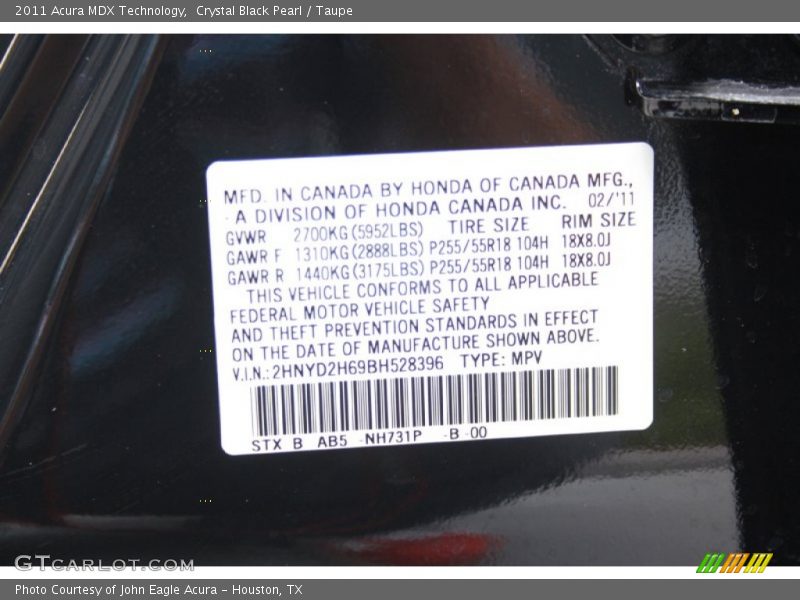 2011 Acura MDX Technology,  Crystal Black Pearl / Taupe
MFD. IN CANADA BY HONDA OF CANADA MFG.,
A DIVISION OF HONDA CANADA INC.  02/'11
GVWR  2700KG(5952LBS)  TIRE SIZE  RIM SIZE
GAWR F  1310KG(2888LBS) P255/55R18 104H  18X8.0J
GAWR R  1440KG(3175LBS) P255/55R18 104H  18X8.0J
THIS VEHICLE CONFORMS TO ALL APPLICABLE
FEDERAL MOTOR VEHICLE SAFETY
AND THEFT PREVENTION STANDARDS IN EFFECT
ON THE DATE OF MANUFACTURE SHOWN ABOVE.
V.I.N.:2HNYD2H69BH528396  TYPE: MPV
STX B  AB5  -NH731P  -B -00
GTCARLOT.COM
Photo Courtesy of John Eagle Acura - Houston, TX